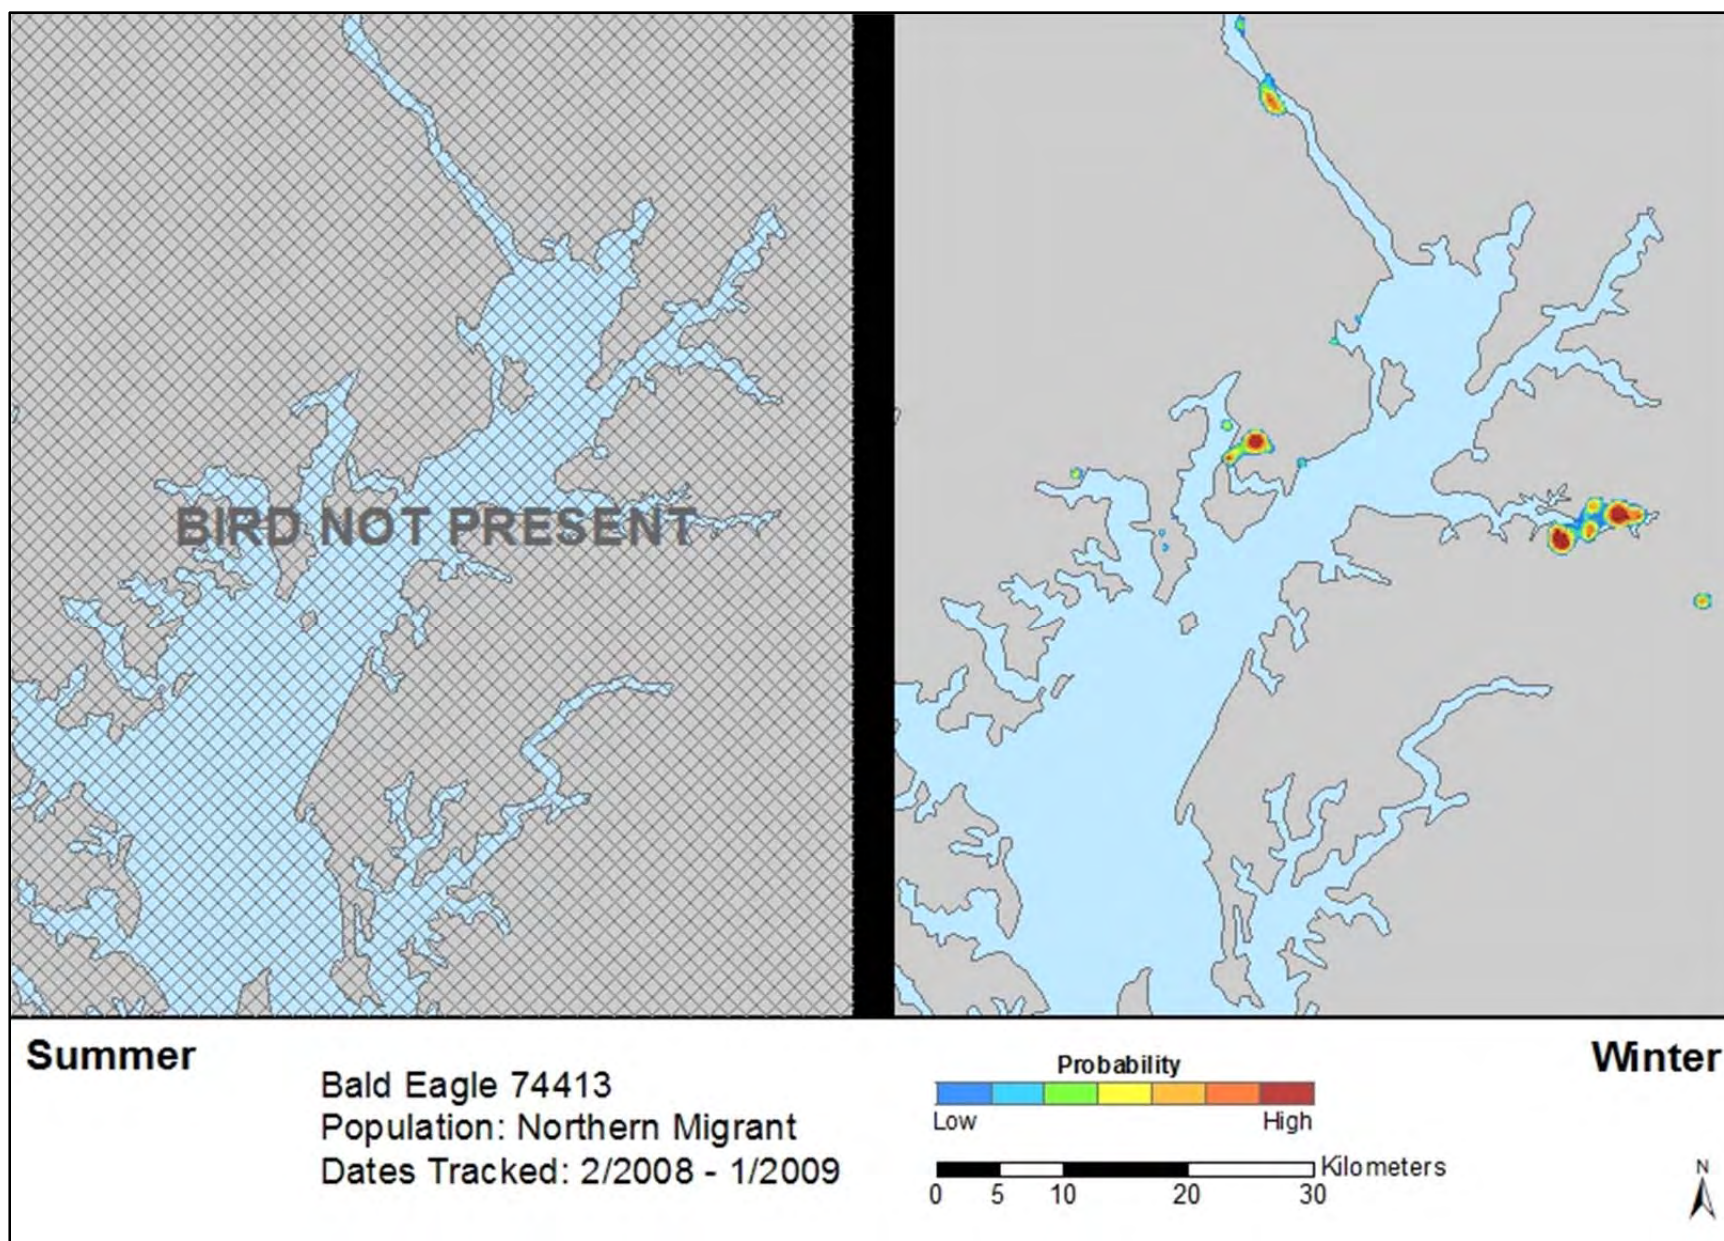 BIRD NOT PRESENT
Summer
Winter
Bald Eagle 74413
Population: Northern Migrant
Dates Tracked: 2/2008 - 1/2009
Probability
Low High
Kilometers
0 5 10 20 30
N